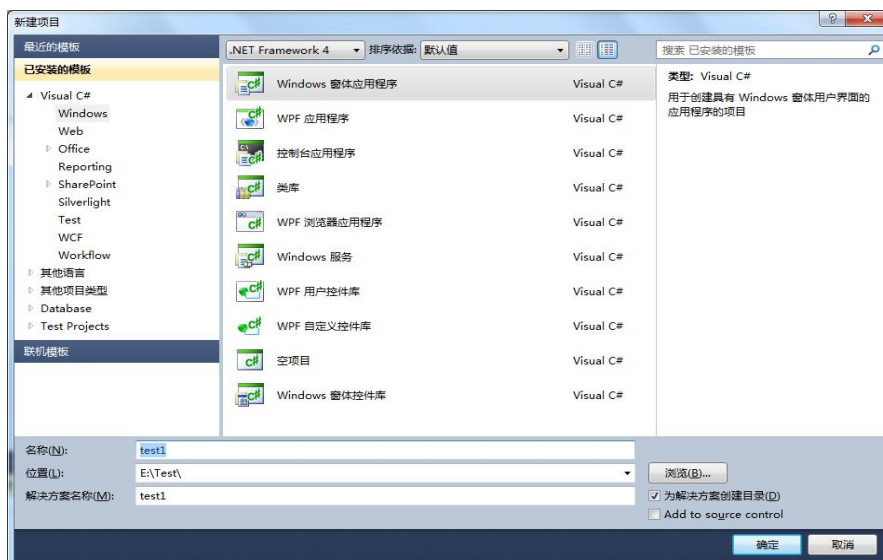 新建项目
最近的模板
已安装的模板
Visual C#
Windows
Web
Office
Reporting
SharePoint
Silverlight
Test
WCF
Workflow
其他语言
其他项目类型
Database
Test Projects
联机模板
.NET Framework 4 排序依据: 默认值
Windows 窗体应用程序 Visual C#
WPF 应用程序 Visual C#
控制台应用程序 Visual C#
类库 Visual C#
WPF 浏览器应用程序 Visual C#
Windows 服务 Visual C#
WPF 用户控件库 Visual C#
WPF 自定义控件库 Visual C#
空项目 Visual C#
Windows 窗体控件库 Visual C#
搜索 已安装的模板
类型: Visual C#
用于创建具有 Windows 窗体用户界面的
应用程序的项目
名称(N): test1
位置(L): E:\Test\ 浏览(B)...
解决方案名称(M): test1 为解决方案创建目录(D)
Add to source control
确定 取消